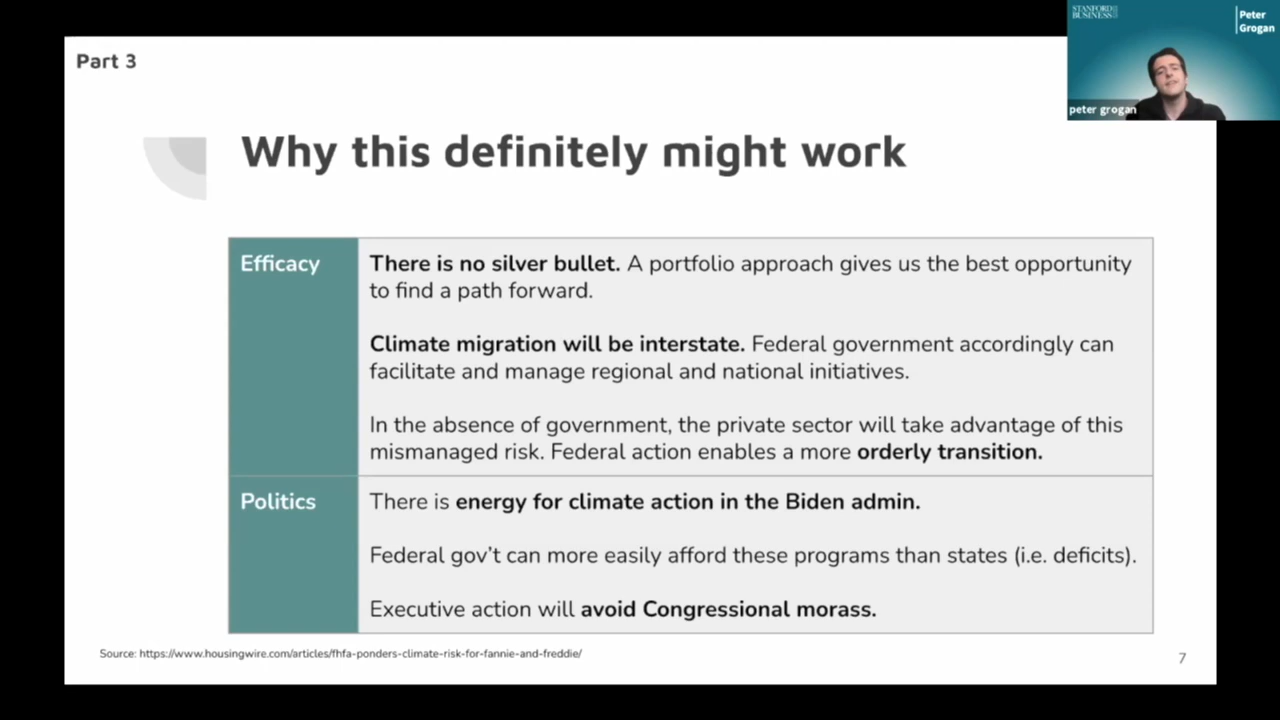 Part 3
STANFORD
BUSINESS
Peter
Grogan
peter grogan
Why this definitely might work
Efficacy
There is no silver bullet. A portfolio approach gives us the best opportunity
to find a path forward.
Climate migration will be interstate. Federal government accordingly can
facilitate and manage regional and national initiatives.
In the absence of government, the private sector will take advantage of this
mismanaged risk. Federal action enables a more orderly transition.
Politics
There is energy for climate action in the Biden admin.
Federal gov’t can more easily afford these programs than states (i.e. deficits).
Executive action will avoid Congressional morass.
Source: https://www.housingwire.com/articles/fhfa-ponders-climate-risk-for-fannie-and-freddie/
7